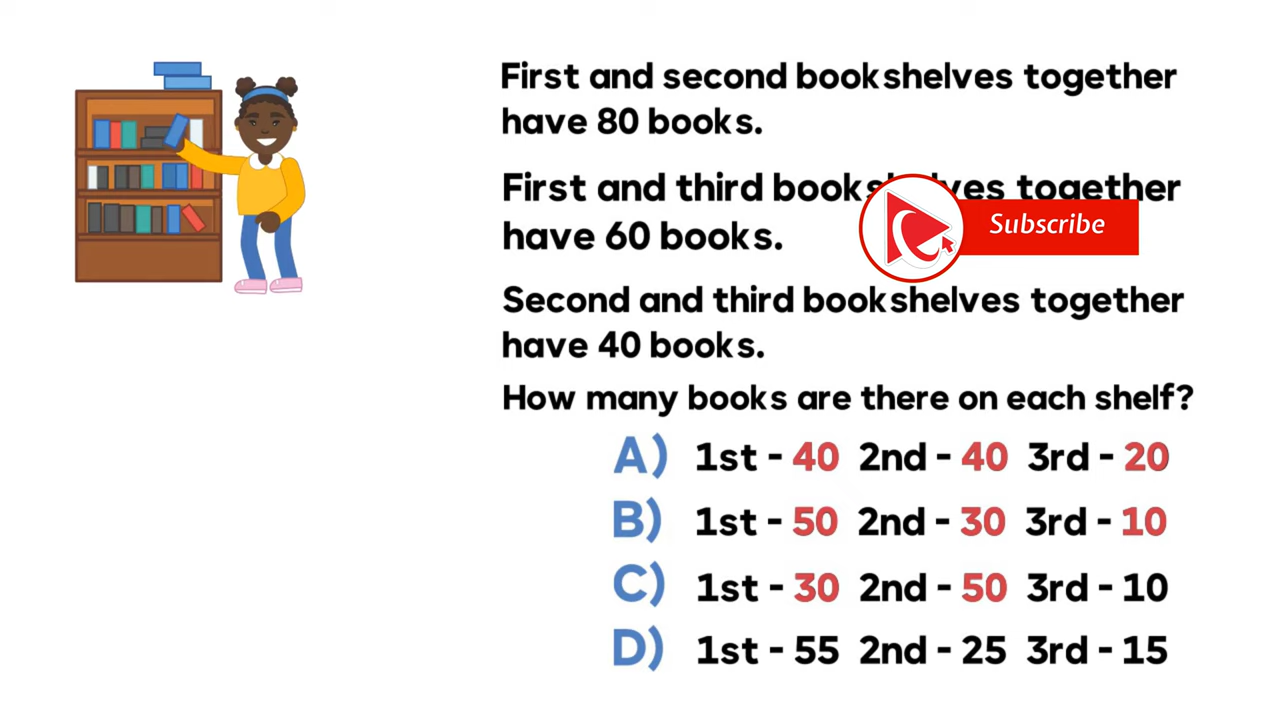 First and second bookshelves together
have 80 books.
First and third bookshelves together
have 60 books.
Subscribe
Second and third bookshelves together
have 40 books.
How many books are there on each shelf?
A) 1st - 40 2nd - 40 3rd - 20
B) 1st - 50 2nd - 30 3rd - 10
C) 1st - 30 2nd - 50 3rd - 10
D) 1st - 55 2nd - 25 3rd - 15